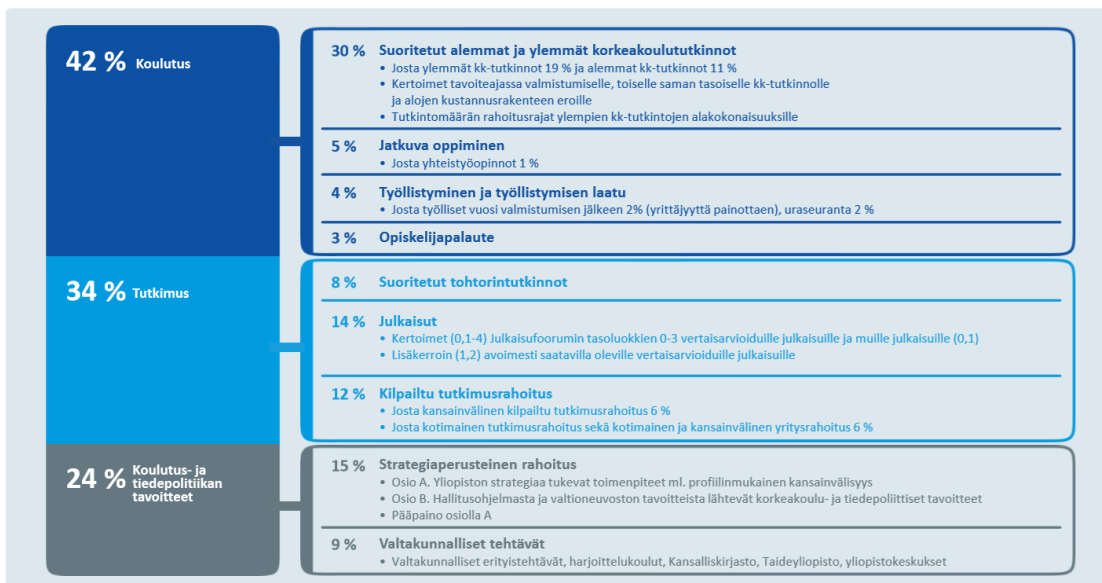 42 % Koulutus
30 % Suoritetut alemmat ja ylemmät korkeakoulututkinnot
• Josta ylemmät kk-tutkinnot 19 % ja alemmat kk-tutkinnot 11 %
• Kertoimet tavoiteajassa valmistumiselle, toiselle saman tasoiselle kk-tutkinnolle
ja alojen kustannusrakenteen eroille
• Tutkintomäärän rahoitusrajat ylempien kk-tutkintojen alakokonaisuuksille
5 % Jatkuva oppiminen
• Josta yhteistyöopinnot 1 %
4 % Työllistyminen ja työllistymisen laatu
• Josta työlliset vuosi valmistumisen jälkeen 2% (yrittäjyyttä painottaen), uraseuranta 2 %
3 % Opiskelijapalaute
34 % Tutkimus
8 % Suoritetut tohtorintutkinnot
14 % Julkaisut
• Kertoimet (0,1-4) Julkaisufoorumin tasoluokkien 0-3 vertaisarvioiduille julkaisuille ja muille julkaisuille (0,1)
• Lisäkerroin (1,2) avoimesti saatavilla oleville vertaisarvioiduille julkaisuille
12 % Kilpailtu tutkimusrahoitus
• Josta kansainvälinen kilpailtu tutkimusrahoitus 6 %
• Josta kotimainen tutkimusrahoitus sekä kotimainen ja kansainvälinen yritysrahoitus 6 %
24 % Koulutus- ja
tiedepolitiikan
tavoitteet
15 % Strategiaperusteinen rahoitus
• Osio A. Yliopiston strategiaa tukevat toimenpiteet ml. profiilinmukainen kansainvälisyys
• Osio B. Hallitusohjelmasta ja valtioneuvoston tavoitteista lähtevät korkeakoulu- ja tiedepoliittiset tavoitteet
• Pääpaino osiolla A
9 % Valtakunnalliset tehtävät
• Valtakunnalliset erityistehtävät, harjoittelukoulut, Kansalliskirjasto, Taideyliopisto, yliopistokeskukset